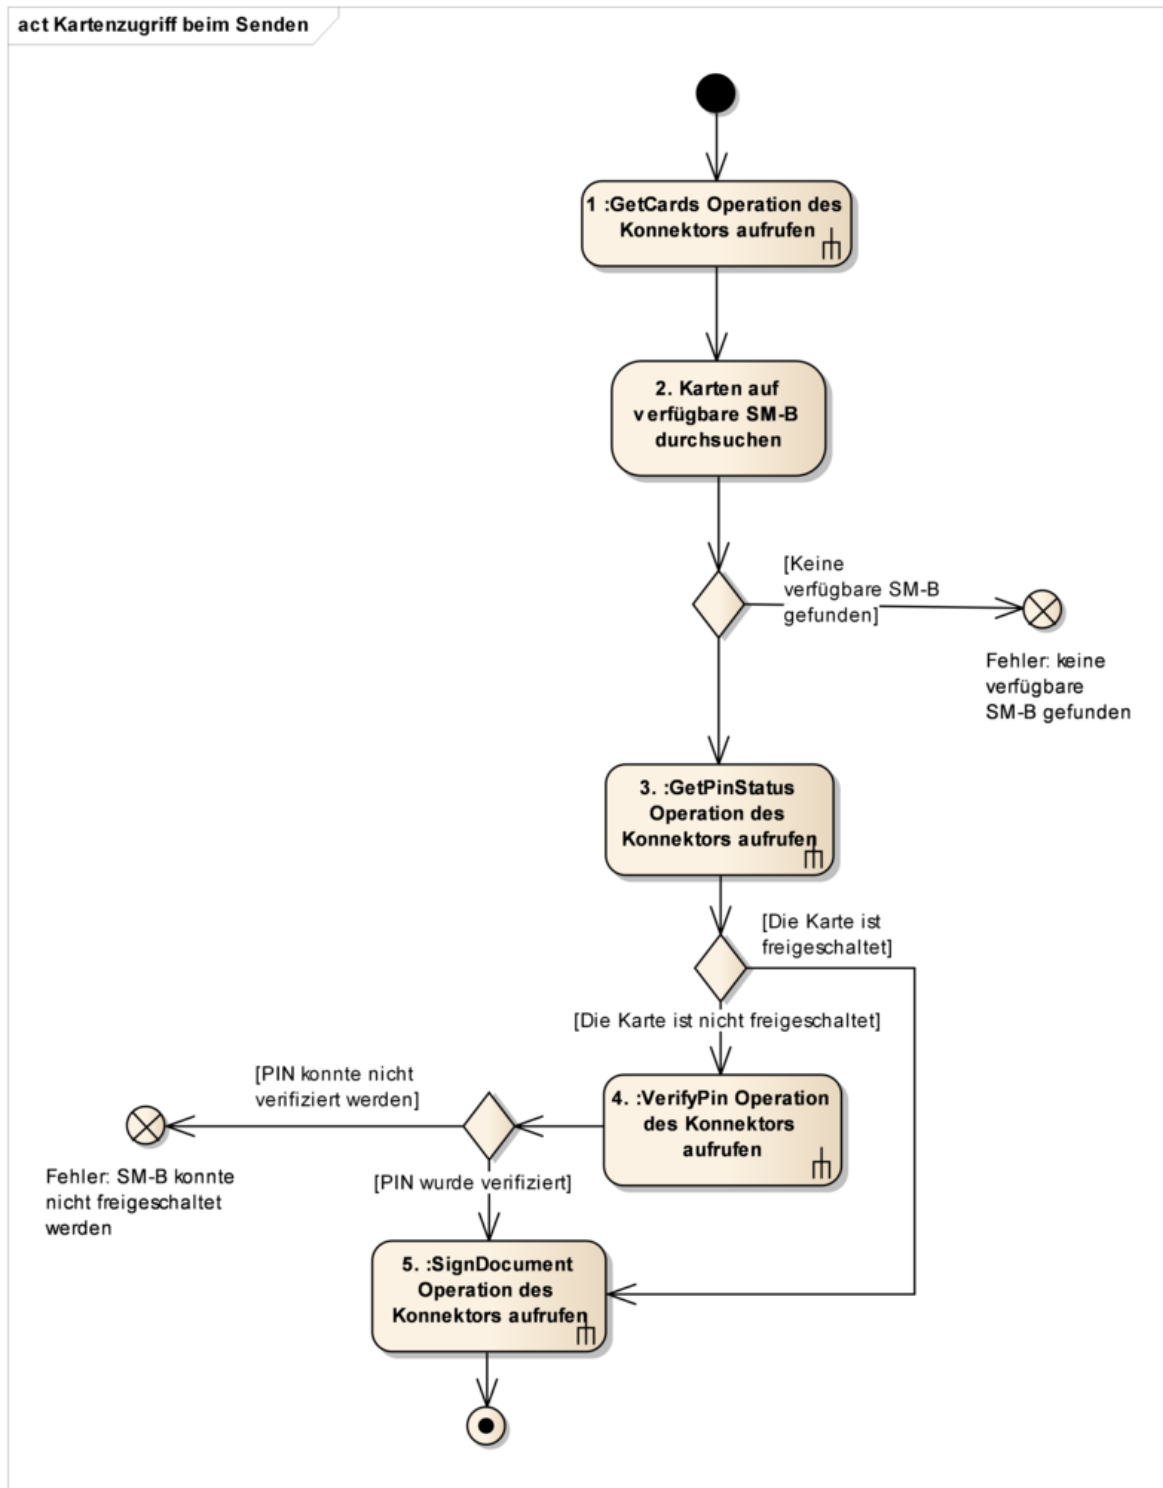 act Kartenzugriff beim Senden
1 :GetCards Operation des
Konnektors aufrufen
2. Karten auf
verfügbare SM-B
durchsuchen
[Keine
verfügbare SM-B
gefunden]
Fehler: keine
verfügbare
SM-B gefunden
3. :GetPinStatus
Operation des
Konnektors aufrufen
[Die Karte ist
freigeschaltet]
[Die Karte ist nicht freigeschaltet]
4. :VerifyPin Operation
des Konnektors
aufrufen
[PIN konnte nicht
verifiziert werden]
Fehler: SM-B konnte
nicht freigeschaltet
werden
[PIN wurde verifiziert]
5. :SignDocument
Operation des
Konnektors aufrufen